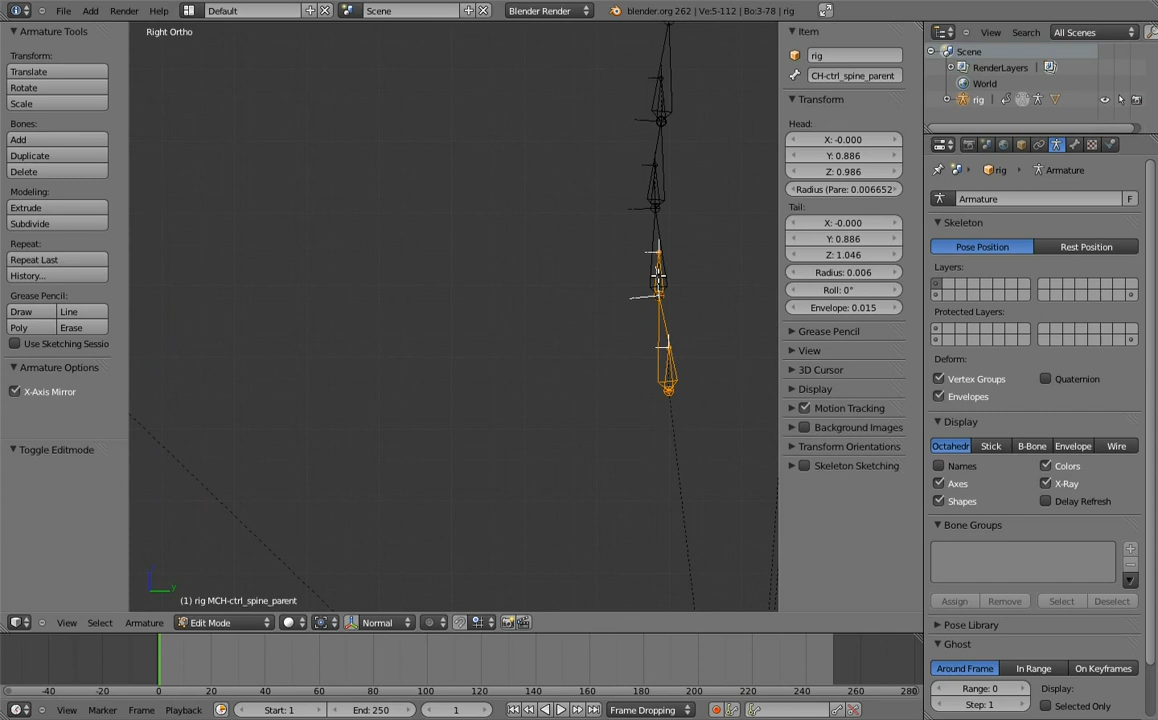 File Add Render Help Default Scene Blender Render blender.org 262 | Ve:5-112 | Bo:3-78 | rig
Armature Tools
Transform:
Translate
Rotate
Scale
Bones:
Add
Duplicate
Delete
Modeling:
Extrude
Subdivide
Repeat:
Repeat Last
History...
Grease Pencil:
Draw Line
Poly Erase
Use Sketching Sessio
Armature Options
X-Axis Mirror
Toggle Editmode
Right Ortho
(1) rig MCH-ctrl_spine_parent
Item
rig
CH-ctrl_spine_parent
Transform
Head:
X: -0.000
Y: 0.886
Z: 0.986
Radius (Pare: 0.006652
Tail:
X: -0.000
Y: 0.886
Z: 1.046
Radius: 0.006
Roll: 0°
Envelope: 0.015
Grease Pencil
View
3D Cursor
Display
Motion Tracking
Background Images
Transform Orientations
Skeleton Sketching
View Search All Scenes
Scene
RenderLayers |
World
rig |
rig Armature
Armature F
Skeleton
Pose Position Rest Position
Layers:
Protected Layers:
Deform:
Vertex Groups Quaternion
Envelopes
Display
Octahedr Stick B-Bone Envelope Wire
Names Colors
Axes X-Ray
Shapes Delay Refresh
Bone Groups
Assign Remove Select Deselect
Pose Library
Ghost
Around Frame In Range On Keyframes
Range: 0 Display:
Step: 1 Selected Only
View Select Armature Edit Mode Normal
-40 -20 0 20 40 60 80 100 120 140 160 180 200 220 240 260 280
View Marker Frame Playback Start: 1 End: 250 1 Frame Dropping